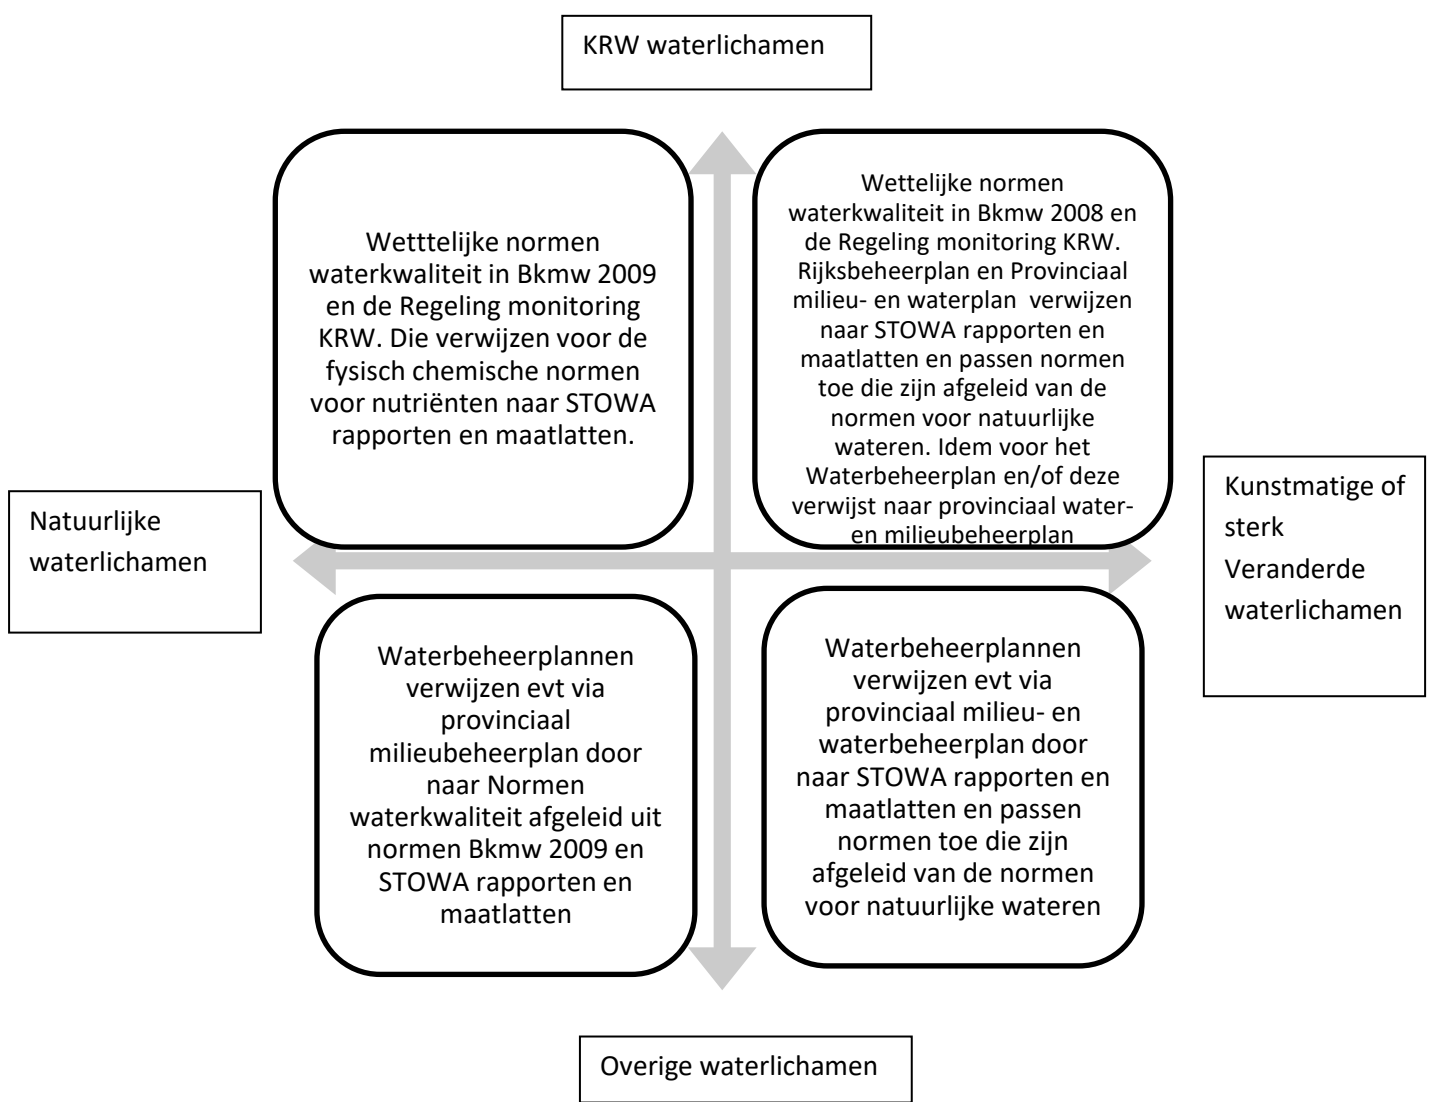 KRW waterlichamen
Wetttelijke normen
waterkwaliteit in Bkmw 2009
en de Regeling monitoring
KRW. Die verwijzen voor de
fysisch chemische normen
voor nutriënten naar STOWA
rapporten en maatlatten.
Wettelijke normen
waterkwaliteit in Bkmw 2008 en
de Regeling monitoring KRW.
Rijksbeheerplan en Provinciaal
milieu- en waterplan verwijzen
naar STOWA rapporten en
maatlatten en passen normen
toe die zijn afgeleid van de
normen voor natuurlijke
wateren. Idem voor het
Waterbeheerplan en/of deze
verwijst naar provinciaal water-
en milieubeheerplan
Natuurlijke
waterlichamen
Kunstmatige of
sterk
Veranderde
waterlichamen
Waterbeheerplannen
verwijzen evt via
provinciaal
milieubeheerplan door
naar Normen
waterkwaliteit afgeleid uit
normen Bkmw 2009 en
STOWA rapporten en
maatlatten
Waterbeheerplannen
verwijzen evt via
provinciaal milieu- en
waterbeheerplan door
naar STOWA rapporten en
maatlatten en passen
normen toe die zijn
afgeleid van de normen
voor natuurlijke wateren
Overige waterlichamen